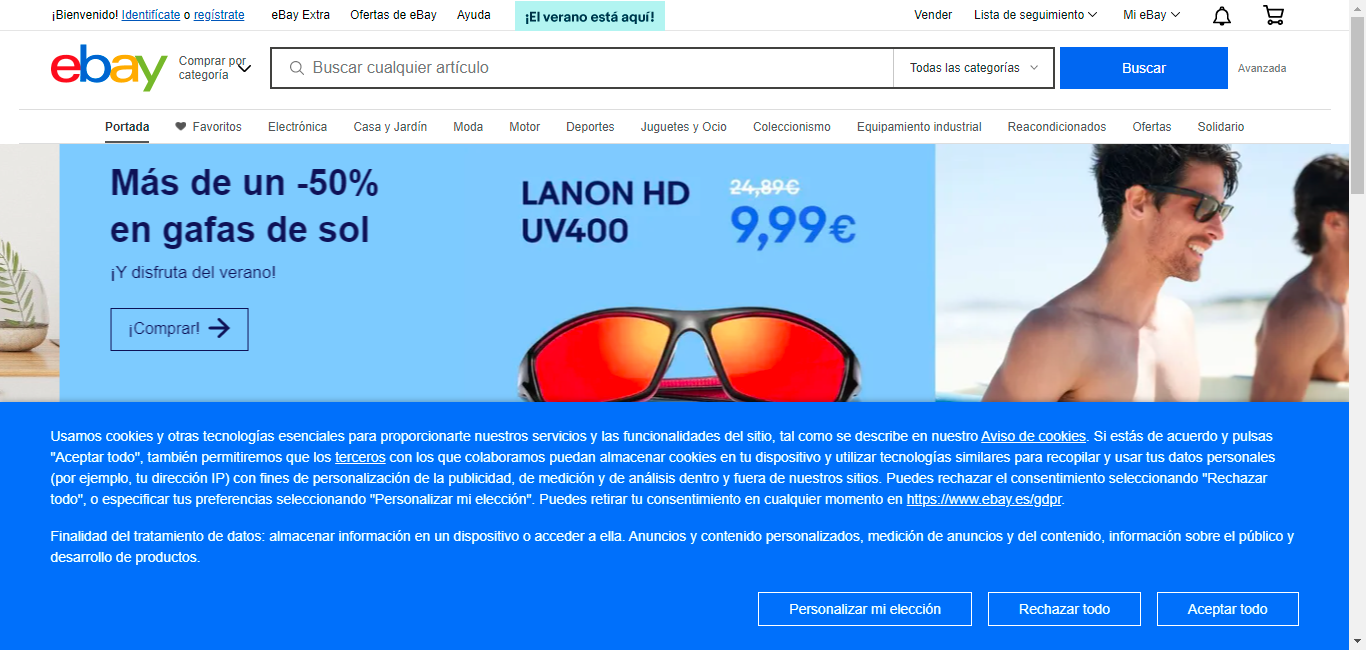 ¡Bienvenido! Identifícate o regístrate eBay Extra Ofertas de eBay Ayuda ¡El verano está aquí! Vender Lista de seguimiento Mi eBay
ebay
Comprar por
categoría
Buscar cualquier artículo
Todas las categorías
Buscar
Avanzada
Portada Favoritos Electrónica Casa y Jardín Moda Motor Deportes Juguetes y Ocio Coleccionismo Equipamiento industrial Reacondicionados Ofertas Solidario
Más de un -50%
en gafas de sol
¡Y disfruta del verano!
¡Comprar!
LANON HD
UV400
24,89€
9,99€
Usamos cookies y otras tecnologías esenciales para proporcionarte nuestros servicios y las funcionalidades del sitio, tal como se describe en nuestro Aviso de cookies. Si estás de acuerdo y pulsas
"Aceptar todo", también permitiremos que los terceros con los que colaboramos puedan almacenar cookies en tu dispositivo y utilizar tecnologías similares para recopilar y usar tus datos personales
(por ejemplo, tu dirección IP) con fines de personalización de la publicidad, de medición y de análisis dentro y fuera de nuestros sitios. Puedes rechazar el consentimiento seleccionando "Rechazar
todo", o especificar tus preferencias seleccionando "Personalizar mi elección". Puedes retirar tu consentimiento en cualquier momento en https://www.ebay.es/gdpr.
Finalidad del tratamiento de datos: almacenar información en un dispositivo o acceder a ella. Anuncios y contenido personalizados, medición de anuncios y del contenido, información sobre el público y
desarrollo de productos.
Personalizar mi elección Rechazar todo Aceptar todo